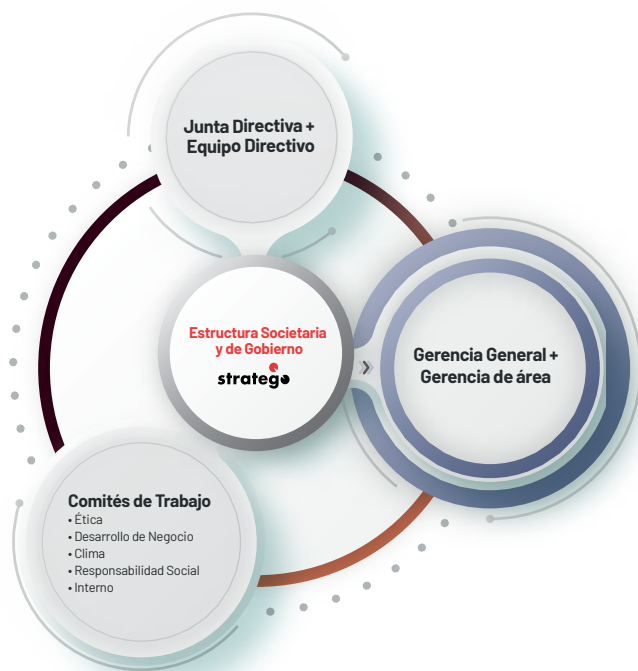 Junta Directiva +
Equipo Directivo
Estructura Societaria
y de Gobierno
stratego
Gerencia General +
Gerencia de área
Comités de Trabajo
• Ética
• Desarrollo de Negocio
• Clima
• Responsabilidad Social
• Interno